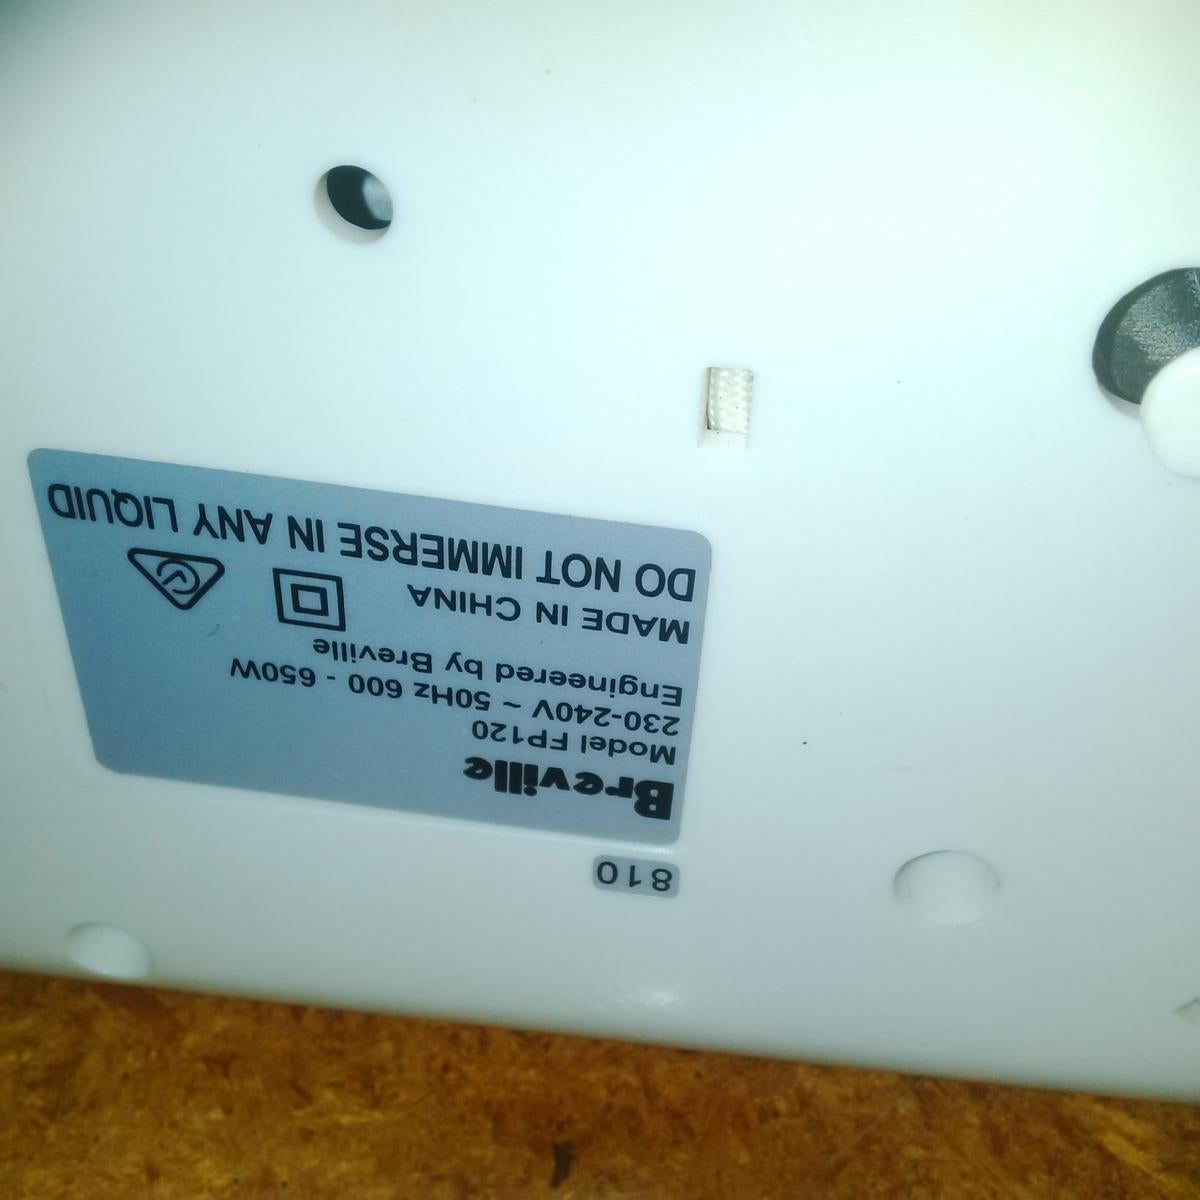 810
Breville
Model FP120
230-240V ~ 50Hz 600 - 650W
Engineered by Breville
MADE IN CHINA
DO NOT IMMERSE IN ANY LIQUID